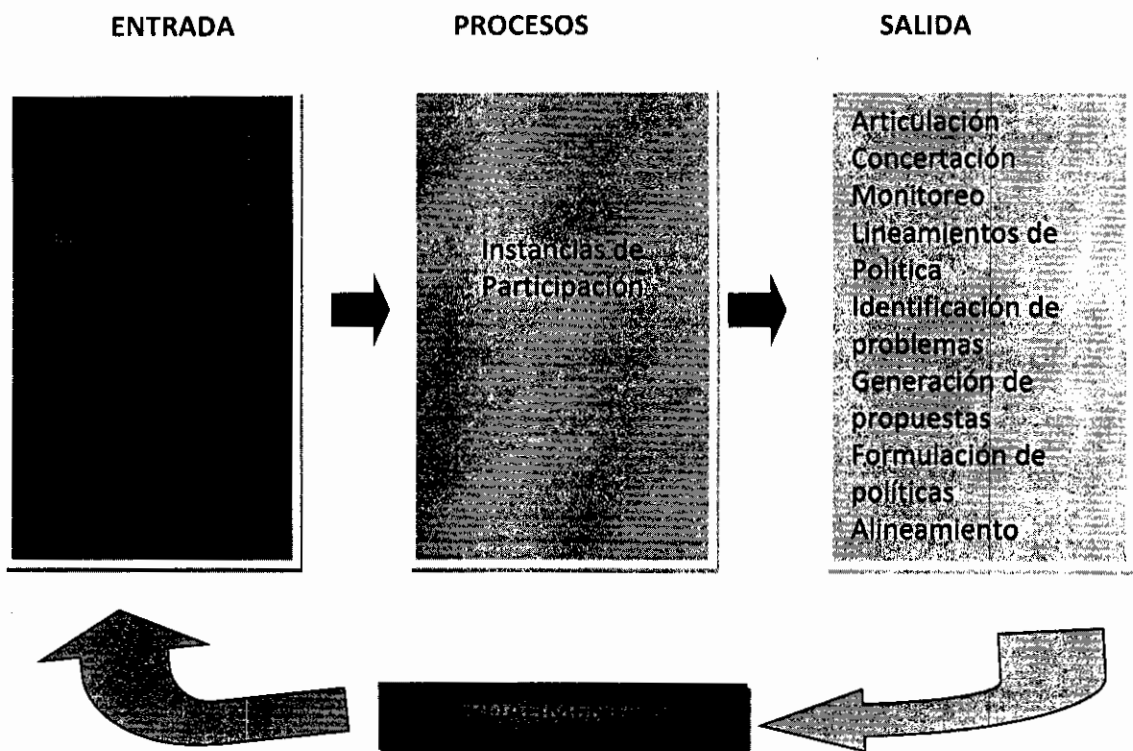 ENTRADA PROCESOS SALIDA
Instancias de
Participación
Articulación
Concertación
Monitoreo
Lineamientos de
Política
Identificación de
problemas
Generación de
propuestas
Formulación de
políticas
Alineamiento